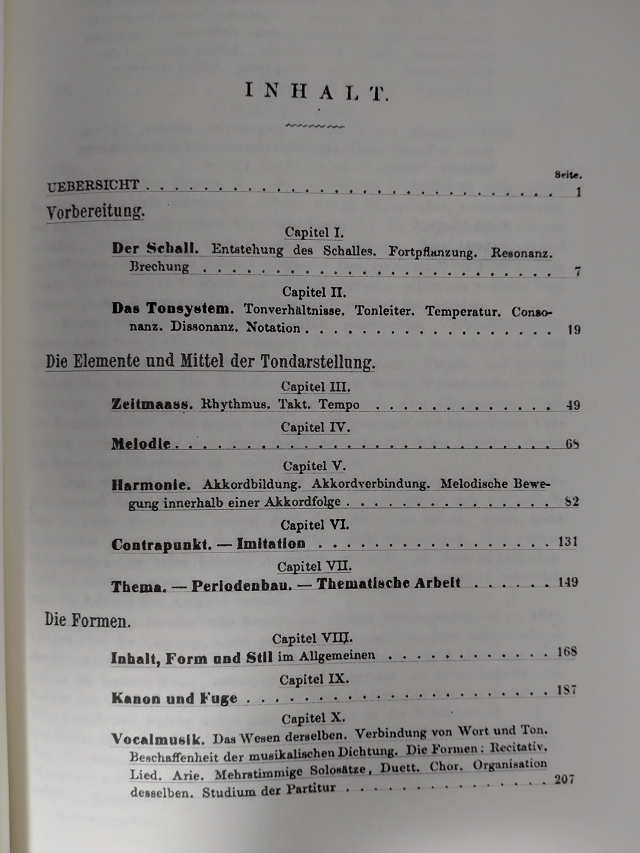 INHALT.
Seite.
UEBERSICHT . . . . . . . . . . . . . . . . . . . . . . . . 1
Vorbereitung.
Capitel I.
Der Schall. Entstehung des Schalles. Fortpflanzung. Resonanz.
Brechung . . . . . . . . . . . . . . . . . . . . 7
Capitel II.
Das Tonsystem. Tonverhältnisse. Tonleiter. Temperatur. Conso-
nanz. Dissonanz. Notation . . . . . . . . . . . . . . 19
Die Elemente und Mittel der Tondarstellung.
Capitel III.
Zeitmaass. Rhythmus. Takt. Tempo . . . . . . . . . . 49
Capitel IV.
Melodie . . . . . . . . . . . . . . . . . . . . . 68
Capitel V.
Harmonie. Akkordbildung. Akkordverbindung. Melodische Bewe-
gung innerhalb einer Akkordfolge . . . . . . . . . . . 82
Capitel VI.
Contrapunkt. — Imitation . . . . . . . . . . . . . 131
Capitel VII.
Thema. — Periodenbau. — Thematische Arbeit . . . . . . 149
Die Formen.
Capitel VIII.
Inhalt, Form und Stil im Allgemeinen . . . . . . . . . . 168
Capitel IX.
Kanon und Fuge . . . . . . . . . . . . . . . . . 187
Capitel X.
Vocalmusik. Das Wesen derselben. Verbindung von Wort und Ton.
Beschaffenheit der musikalischen Dichtung. Die Formen: Recitativ.
Lied. Arie. Mehrstimmige Solosätze, Duett. Chor. Organisation
desselben. Studium der Partitur . . . . . . . . . . . . 207